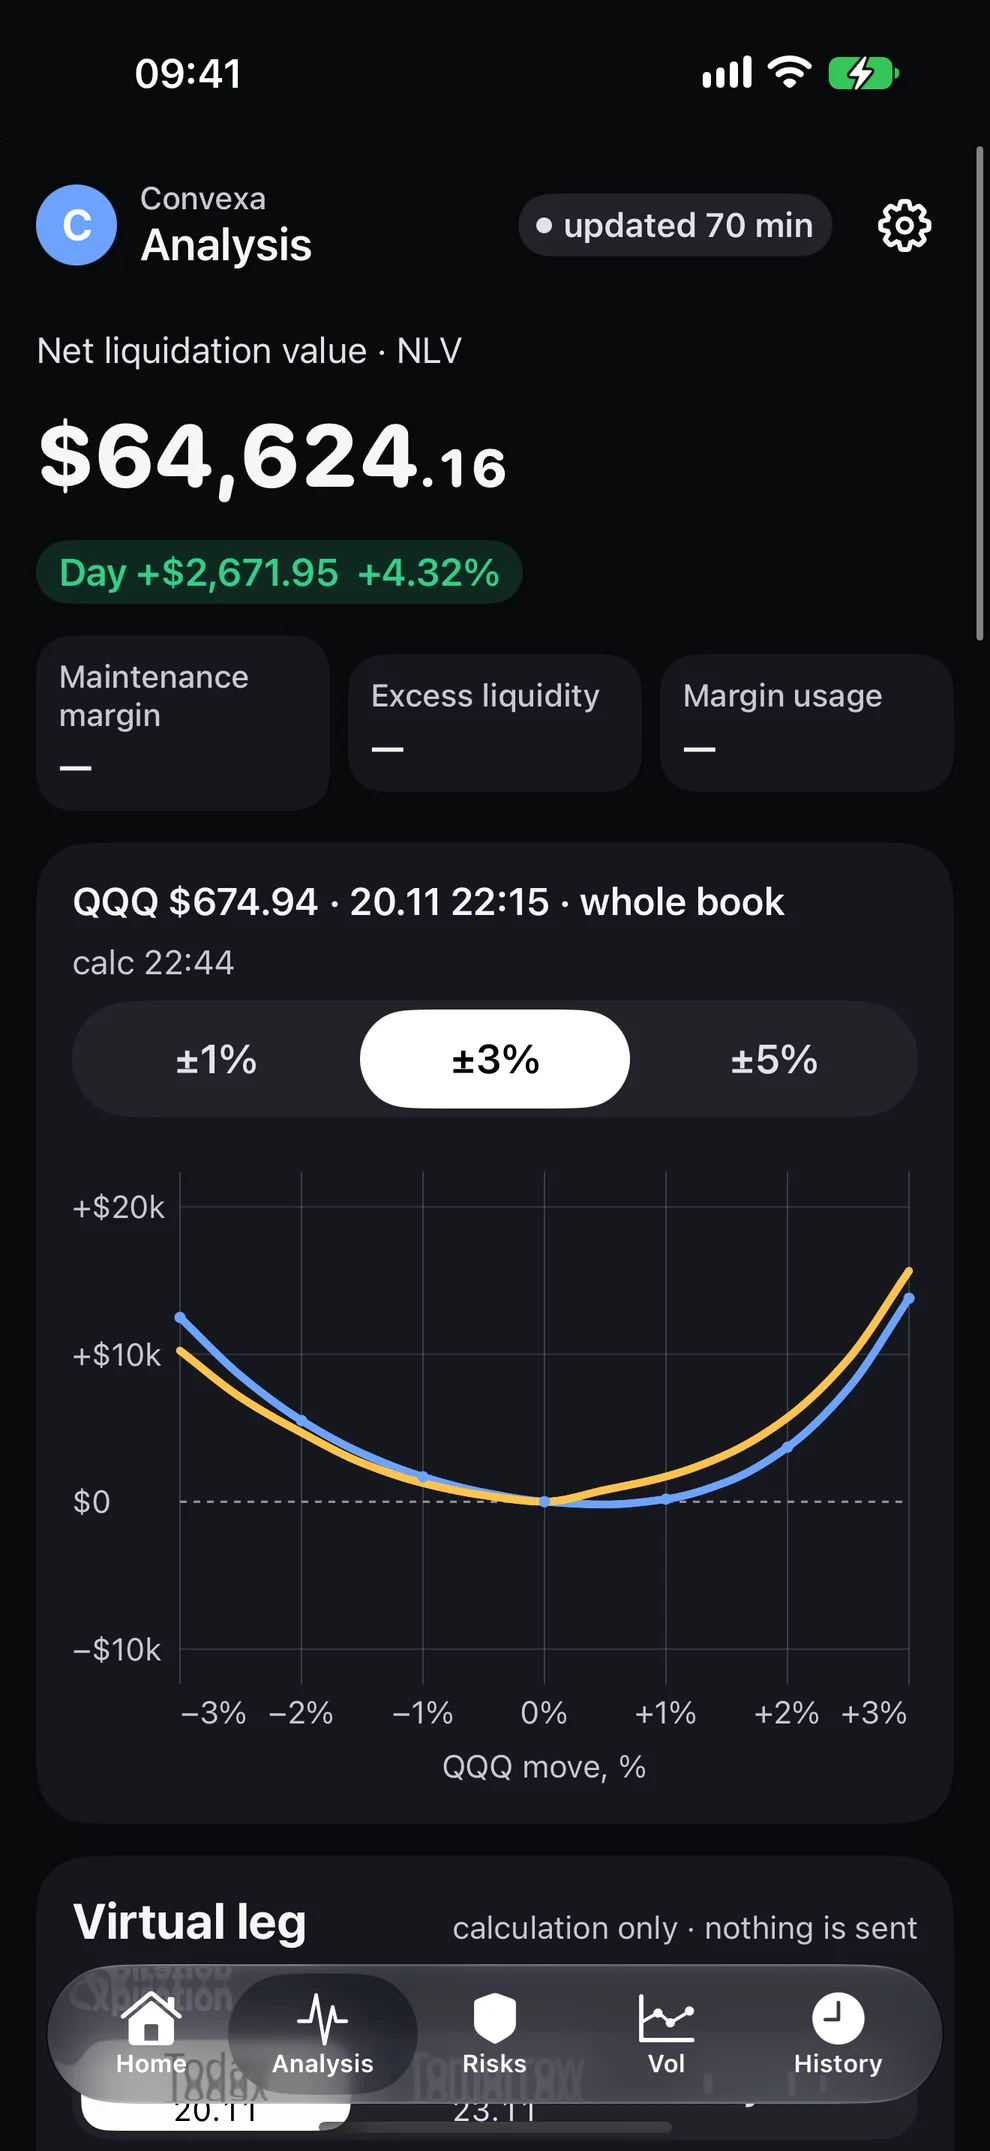 09:41
C
Convexa
Analysis
updated 70 min
Net liquidation value · NLV
$64,624.16
Day +$2,671.95 +4.32%
Maintenance
margin
—
Excess liquidity
—
Margin usage
—
QQQ $674.94 · 20.11 22:15 · whole book
calc 22:44
±1%
±3%
±5%
+$20k
+$10k
$0
−$10k
−3% −2% −1% 0% +1% +2% +3%
QQQ move, %
Virtual leg
calculation only · nothing is sent
Home
Analysis
Risks
Vol
History
Today
Tomorrow
20.11
23.11